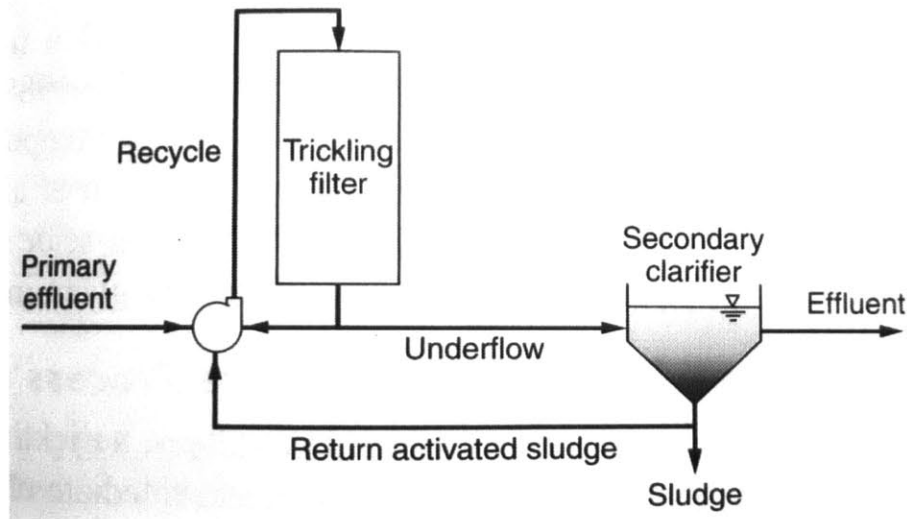 Recycle
Trickling
filter
Primary
effluent
Secondary
clarifier
Effluent
Underflow
Return activated sludge
Sludge